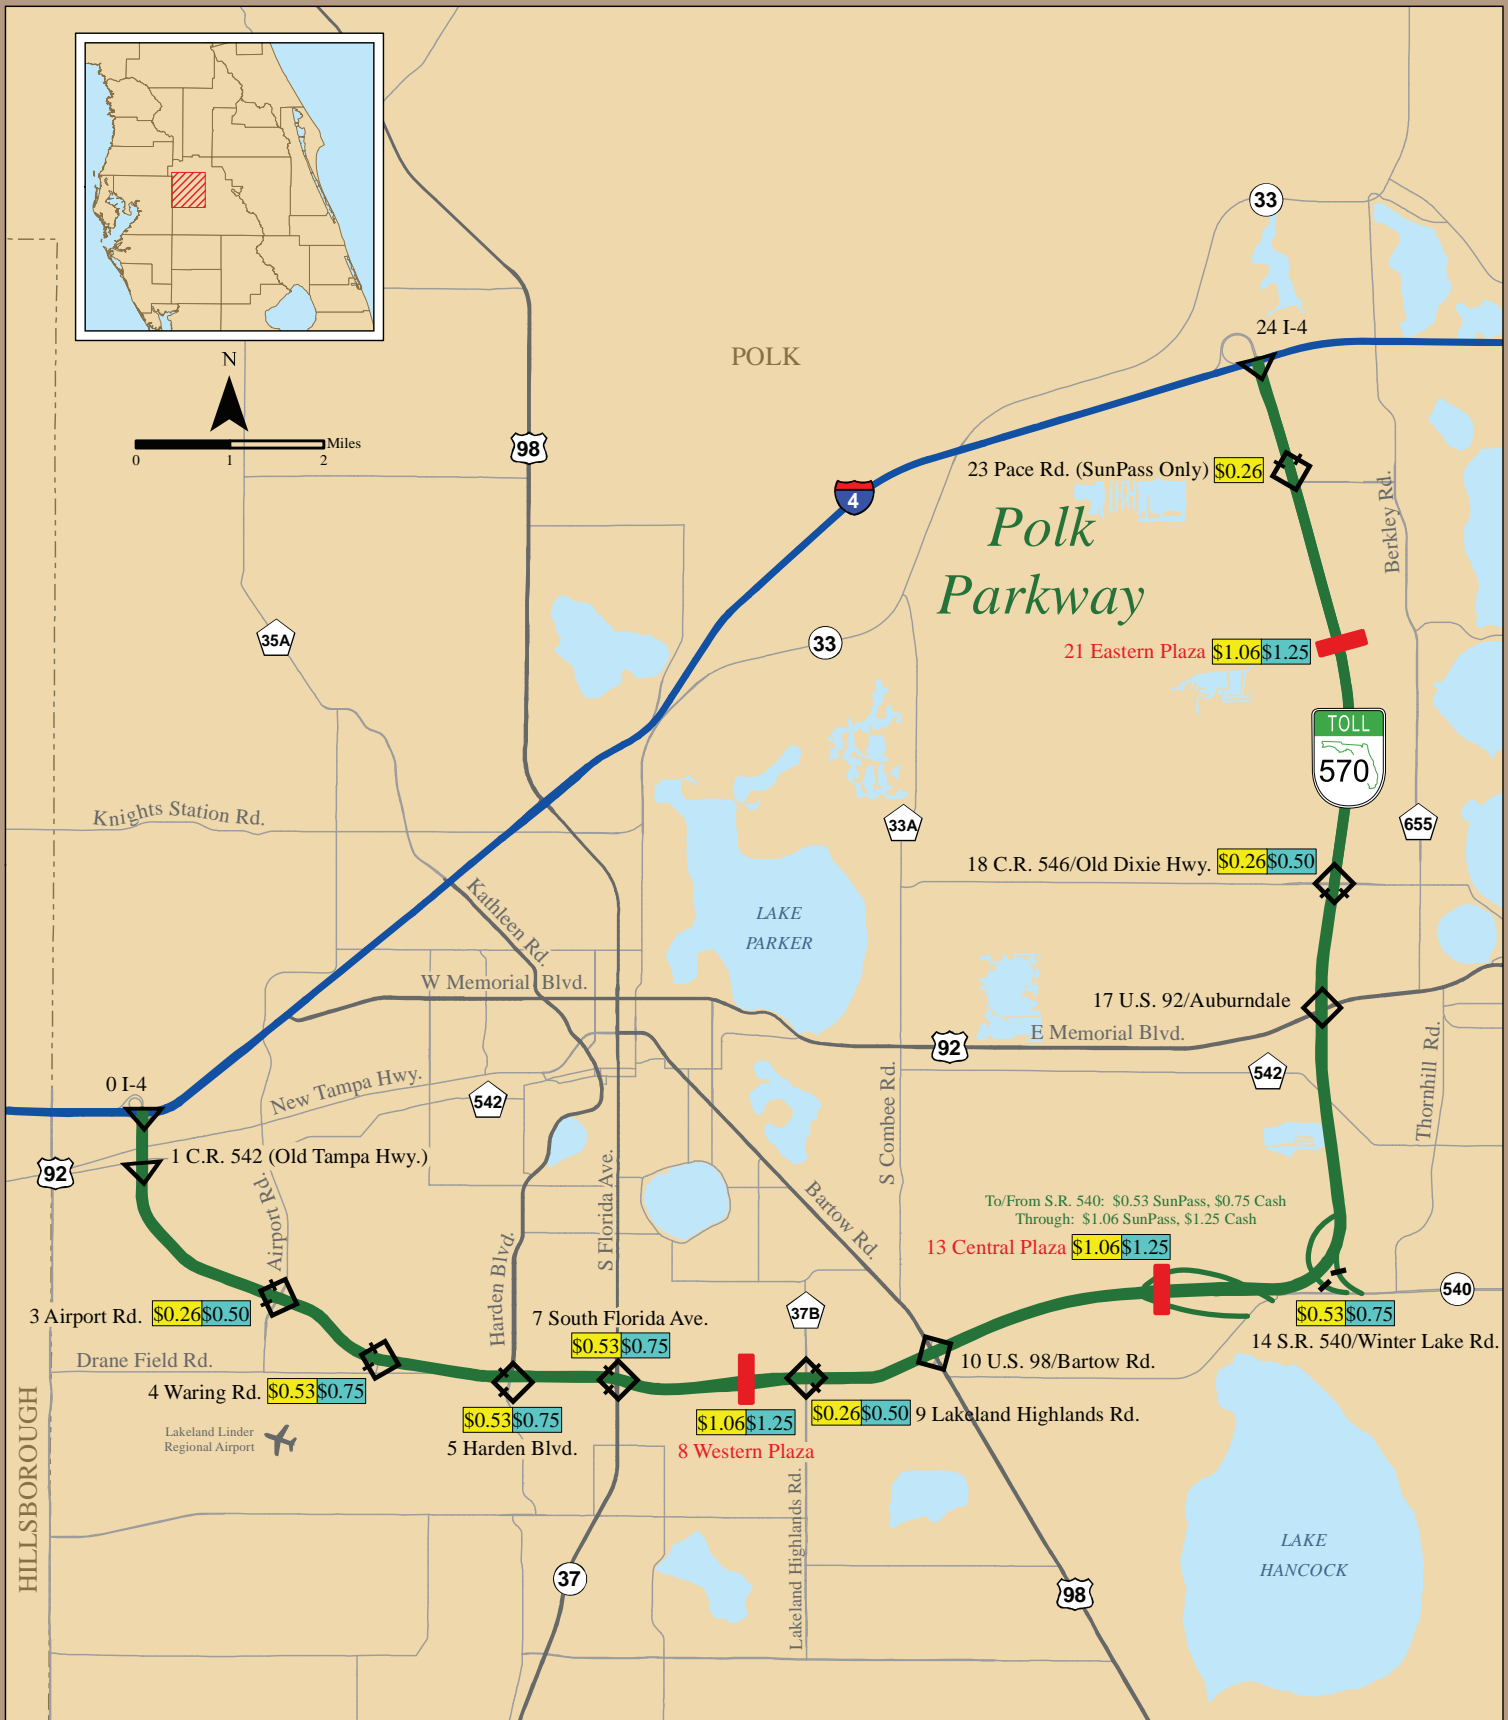 33
24 I-4
N
POLK
Miles
0 1 2
98
23 Pace Rd. (SunPass Only) $0.26
4
Berkley Rd.
Polk
Parkway
35A
33
21 Eastern Plaza $1.06 $1.25
TOLL
570
Knights Station Rd.
33A
655
18 C.R. 546/Old Dixie Hwy. $0.26 $0.50
Kathleen Rd.
LAKE
PARKER
W Memorial Blvd.
17 U.S. 92/Auburndale
E Memorial Blvd.
92
Thornhill Rd.
542
0 I-4
New Tampa Hwy.
542
S Combee Rd.
1 C.R. 542 (Old Tampa Hwy.)
92
Airport Rd.
S Florida Ave.
Bartow Rd.
To/From S.R. 540: $0.53 SunPass, $0.75 Cash
Through: $1.06 SunPass, $1.25 Cash
13 Central Plaza $1.06 $1.25
Harden Blvd.
540
3 Airport Rd. $0.26 $0.50
7 South Florida Ave.
$0.53 $0.75
37B
$0.53 $0.75
14 S.R. 540/Winter Lake Rd.
Drane Field Rd.
10 U.S. 98/Bartow Rd.
4 Waring Rd. $0.53 $0.75
$0.53 $0.75
5 Harden Blvd.
$1.06 $1.25
8 Western Plaza
$0.26 $0.50 9 Lakeland Highlands Rd.
Lakeland Linder
Regional Airport
HILLSBOROUGH
Lakeland Highlands Rd.
LAKE
HANCOCK
37
98